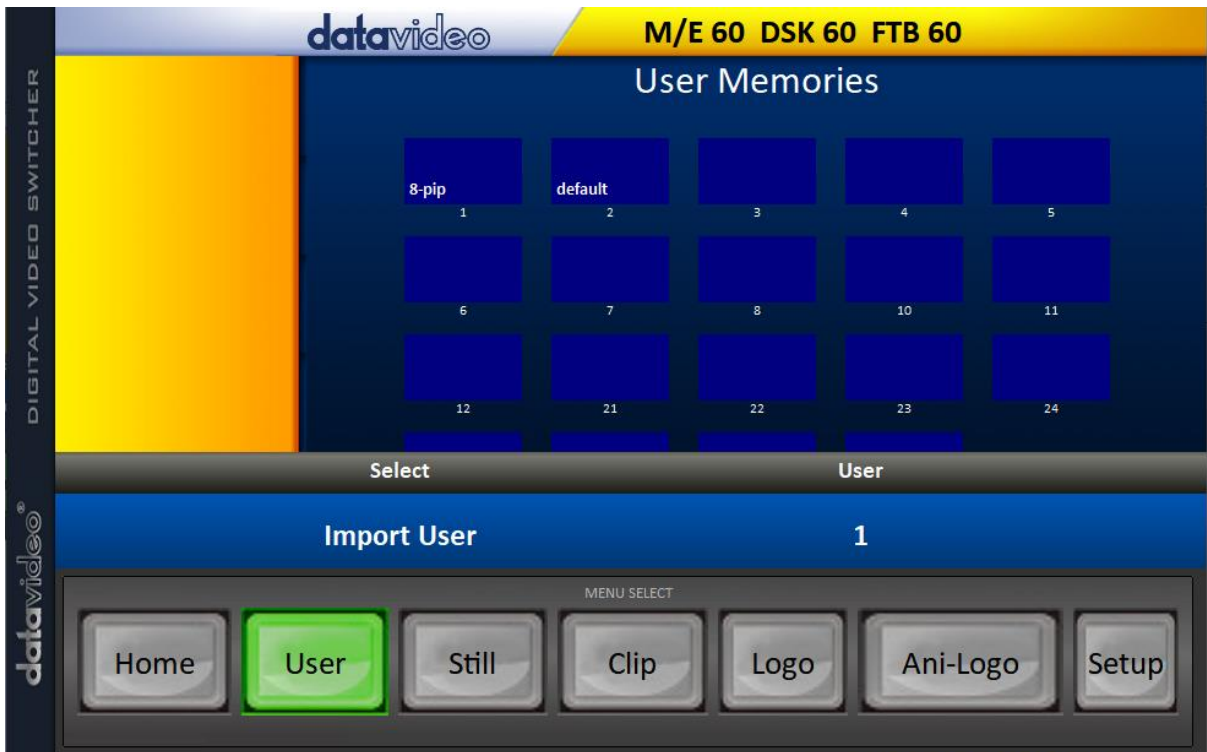 datavideo
M/E 60 DSK 60 FTB 60
User Memories
8-pip
default
1
2
3
4
5
6
7
8
10
11
12
21
22
23
24
Select
User
Import User
1
MENU SELECT
Home
User
Still
Clip
Logo
Ani-Logo
Setup
DIGITAL VIDEO SWITCHER
datavideo®